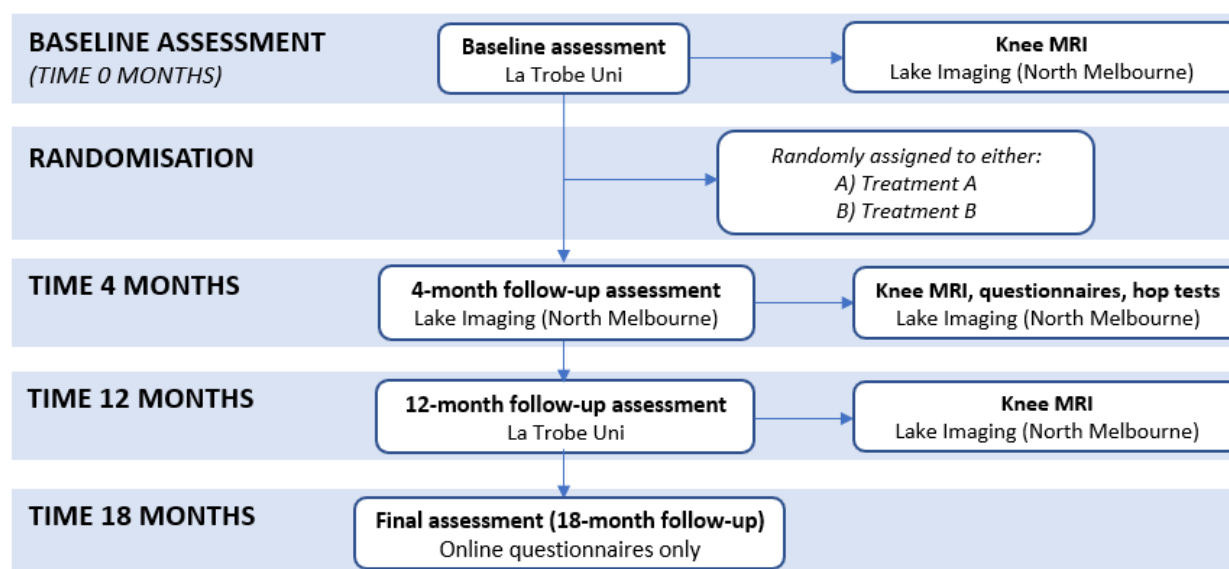 BASELINE ASSESSMENT
(TIME 0 MONTHS)
Baseline assessment
La Trobe Uni
Knee MRI
Lake Imaging (North Melbourne)
RANDOMISATION
Randomly assigned to either:
A) Treatment A
B) Treatment B
TIME 4 MONTHS
4-month follow-up assessment
Lake Imaging (North Melbourne)
Knee MRI, questionnaires, hop tests
Lake Imaging (North Melbourne)
TIME 12 MONTHS
12-month follow-up assessment
La Trobe Uni
Knee MRI
Lake Imaging (North Melbourne)
TIME 18 MONTHS
Final assessment (18-month follow-up)
Online questionnaires only